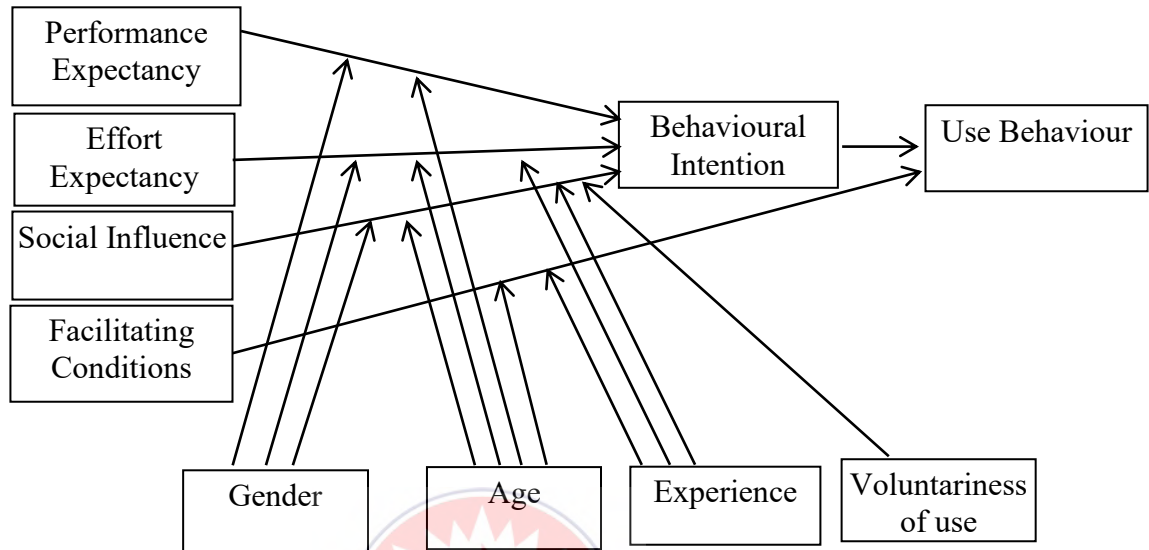 Performance
Expectancy
Effort
Expectancy
Social Influence
Facilitating
Conditions
Behavioural
Intention
Use Behaviour
Gender
Age
Experience
Voluntariness
of use